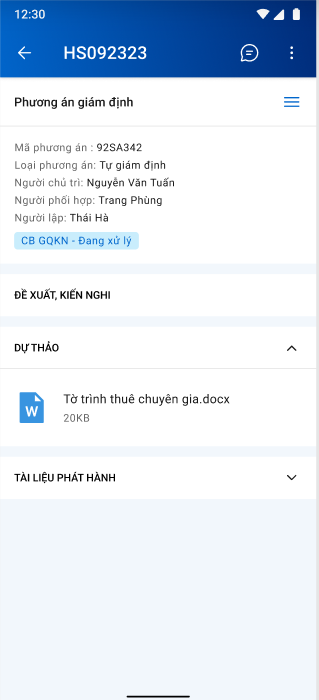 12:30
HS092323
Phương án giám định
Mã phương án : 92SA342
Loại phương án: Tự giám định
Người chủ trì: Nguyễn Văn Tuấn
Người phối hợp: Trang Phùng
Người lập: Thái Hà
CB GQKN - Đang xử lý
ĐỀ XUẤT, KIẾN NGHI
DỰ THẢO
W
Tờ trình thuê chuyên gia.docx
20KB
TÀI LIỆU PHÁT HÀNH